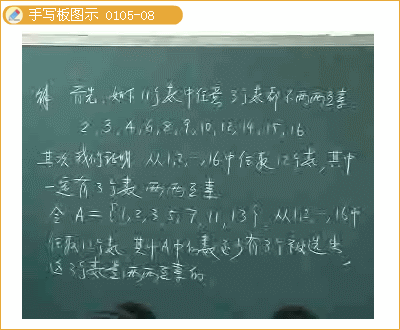 手写板图示 0105-08
解 首先,如下11个数中任意3个数都不两两互素
2,3,4,6,8,9,10,12,14,15,16
其次我们证明 从1,2,…,16中任取12个数,其中
一定有3个数两两互素
令 A={1,2,3,5,7,11,13},从1,2,…,16中
任取12个数 其中A中的数至少有3个被选出,
这3个数是两两互素的